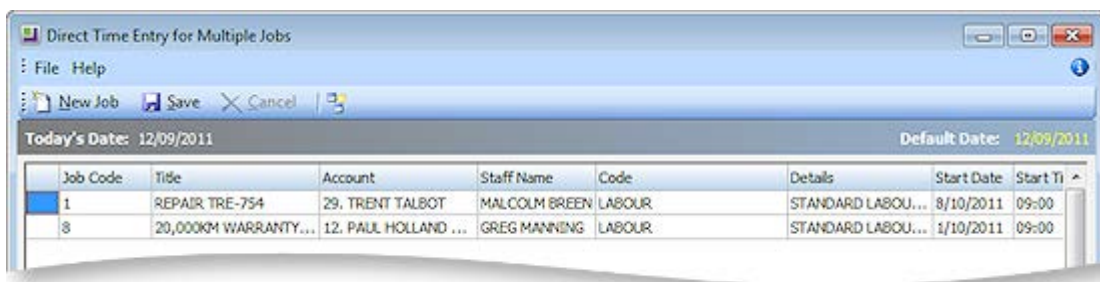 Direct Time Entry for Multiple Jobs
File Help
New Job Save Cancel
Today's Date: 12/09/2011 Default Date: 12/09/2011
Job Code Title Account Staff Name Code Details Start Date Start Ti
1 REPAIR TRE-754 29. TRENT TALBOT MALCOLM BREEN LABOUR STANDARD LABOU... 8/10/2011 09:00
8 20,000KM WARRANTY... 12. PAUL HOLLAND ... GREG MANNING LABOUR STANDARD LABOU... 1/10/2011 09:00